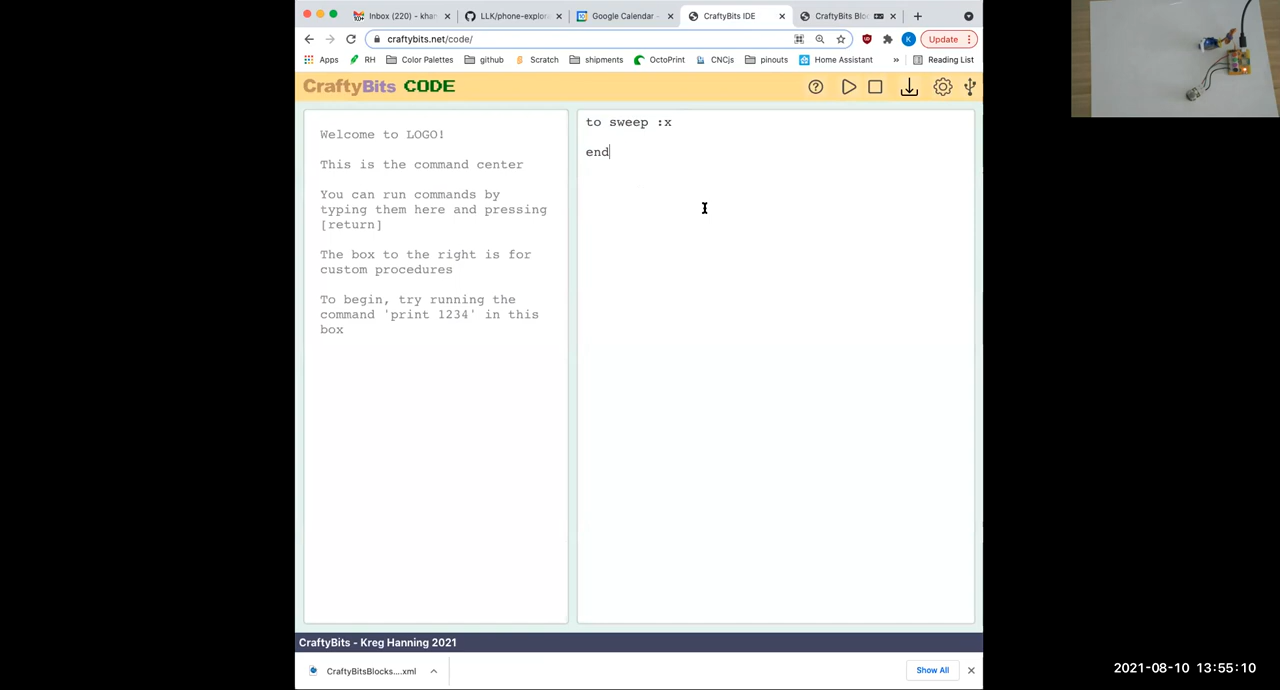 Inbox (220) - khan
LLK/phone-explora
Google Calendar -
CraftyBits IDE
CraftyBits Bloc
craftybits.net/code/
K
Update
Apps
RH
Color Palettes
github
Scratch
shipments
OctoPrint
CNCjs
pinouts
Home Assistant
»
Reading List
CraftyBits CODE
Welcome to LOGO!
This is the command center
You can run commands by
typing them here and pressing
[return]
The box to the right is for
custom procedures
To begin, try running the
command 'print 1234' in this
box
to sweep :x
end
CraftyBits - Kreg Hanning 2021
CraftyBitsBlocks....xml
Show All
2021-08-10 13:55:10